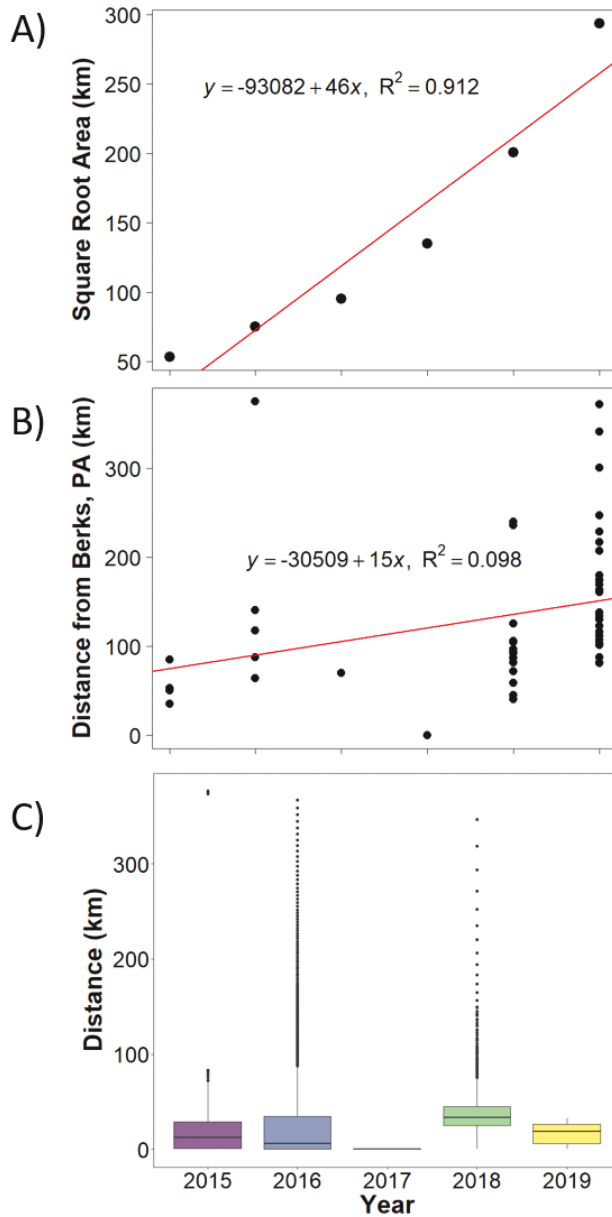 A)
Square Root Area (km)
300
250
200
150
100
50
y = -93082 + 46x, R² = 0.912
B)
Distance from Berks, PA (km)
300
200
100
0
y = -30509 + 15x, R² = 0.098
C)
Distance (km)
300
200
100
0
2015 2016 2017 2018 2019
Year